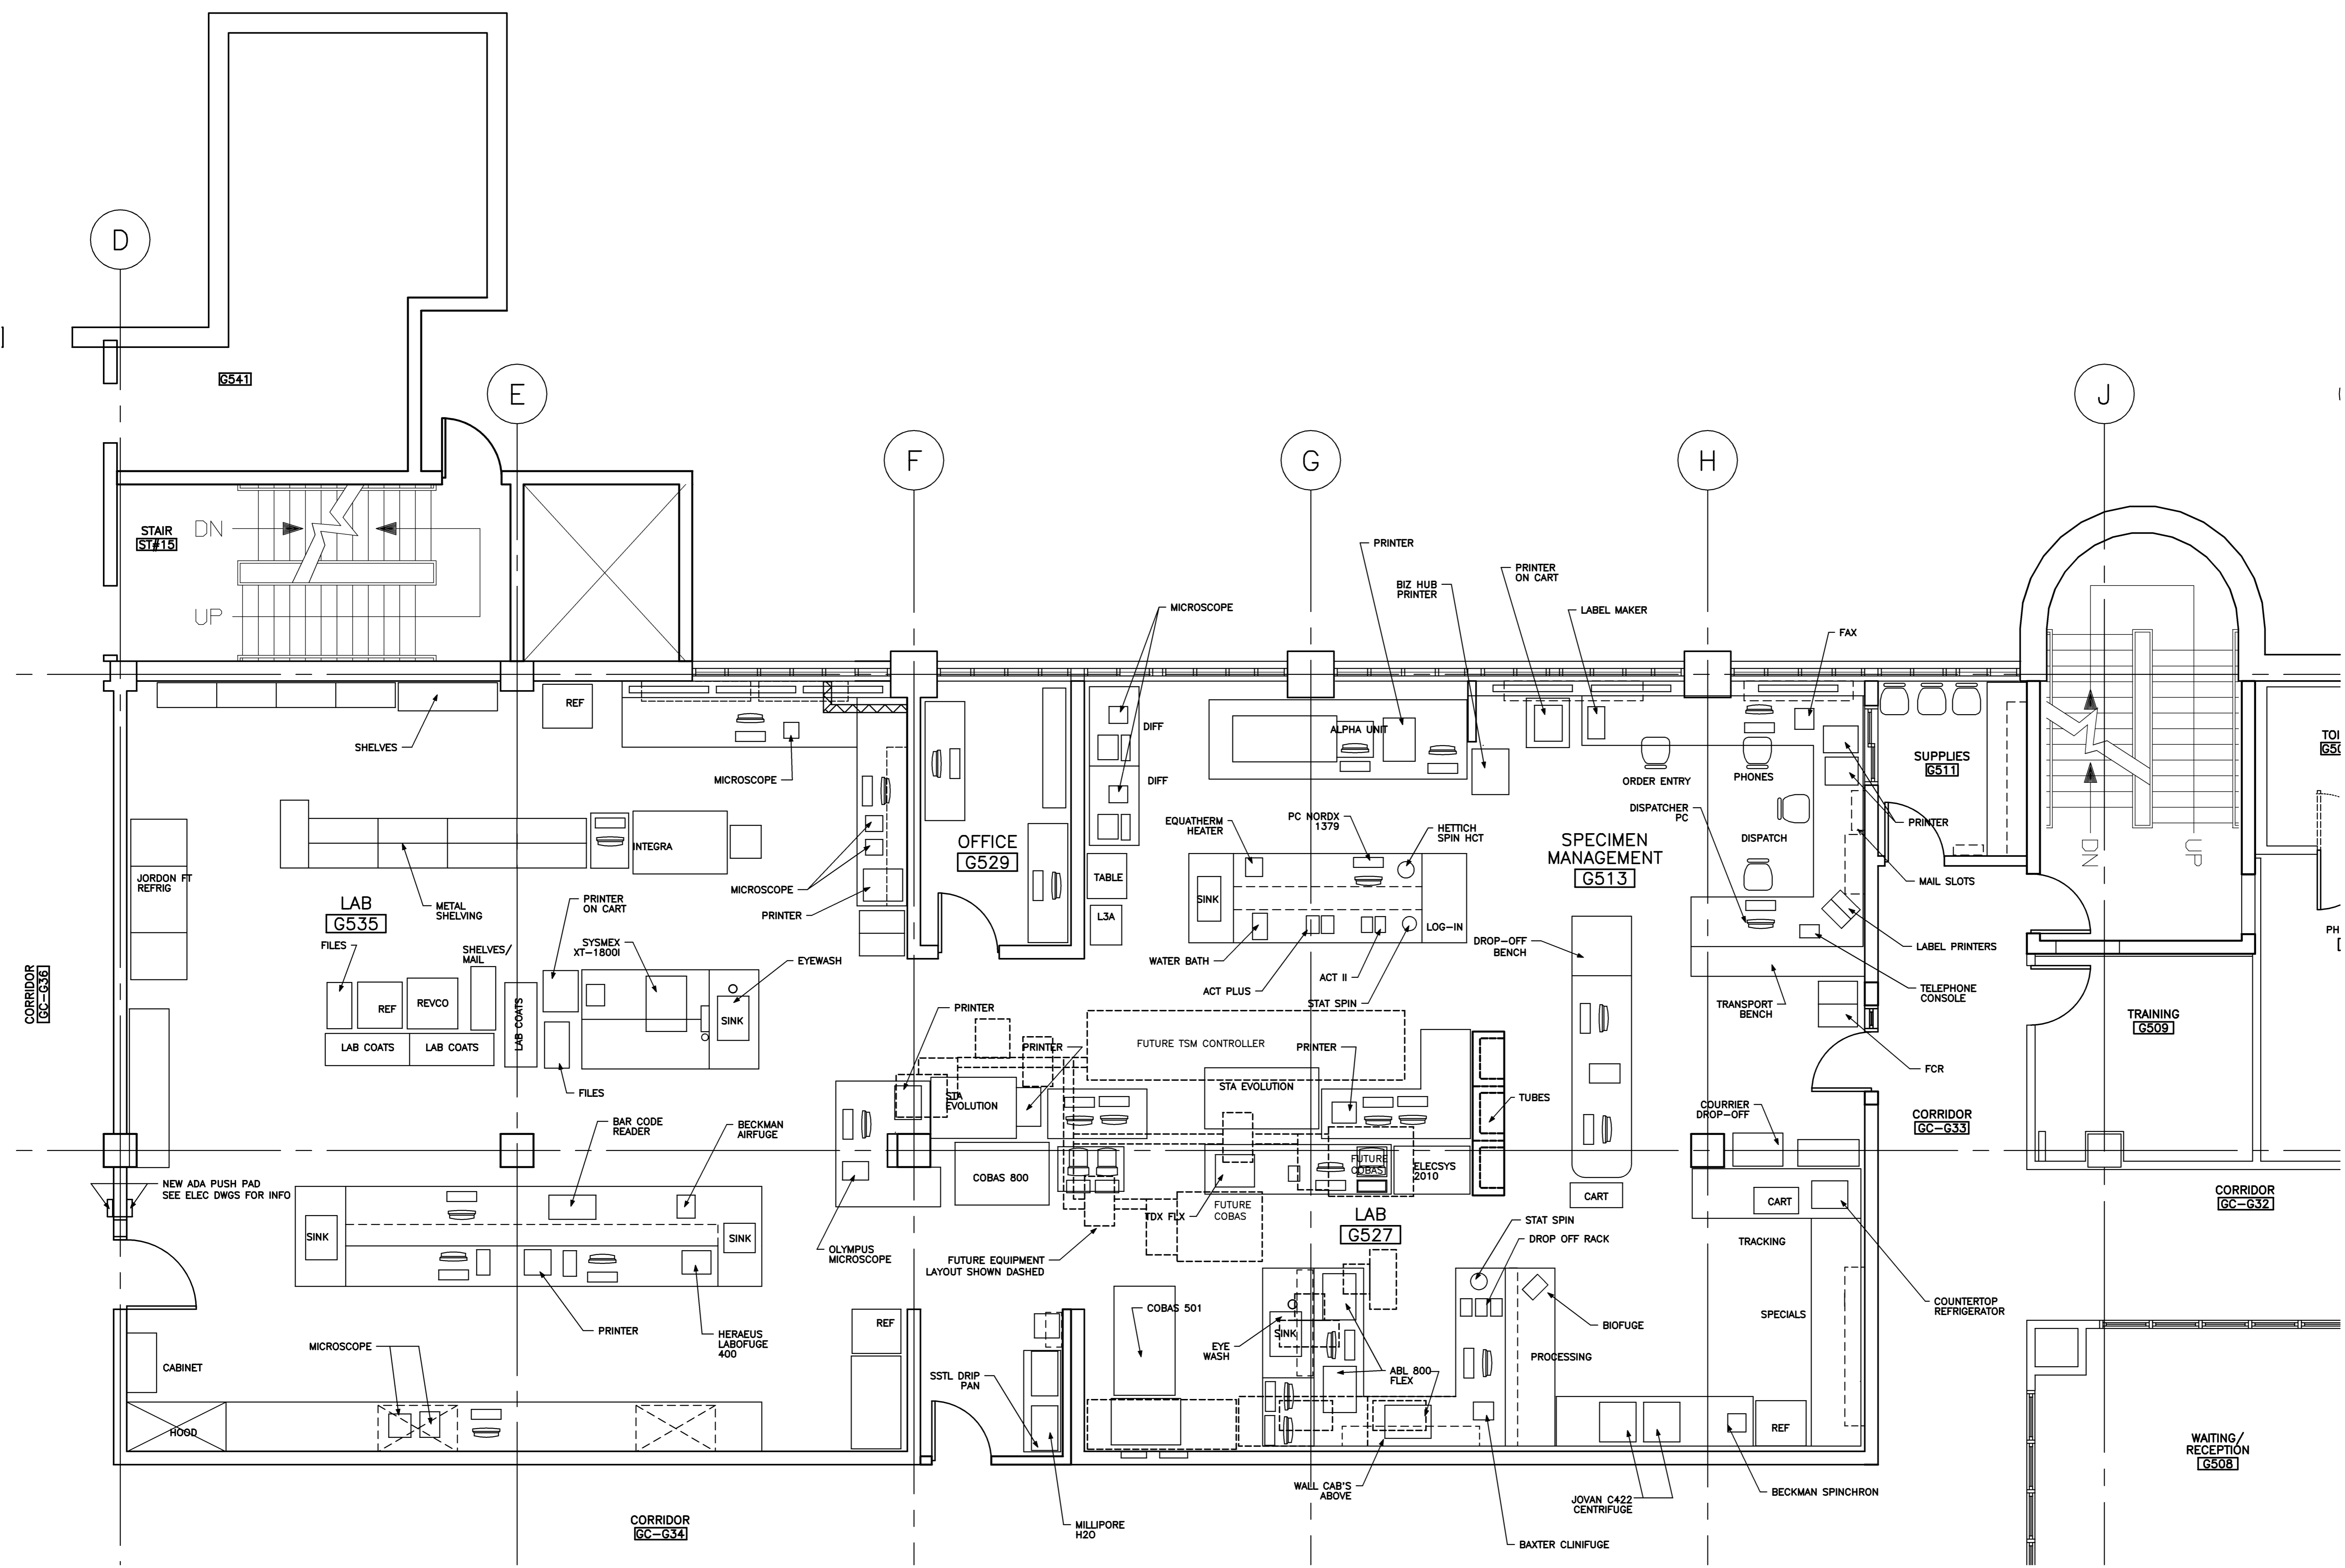 D
G541
E
J
F
G
H
STAIR
ST#15
DN
UP
PRINTER
PRINTER
ON CART
BIZ HUB
PRINTER
MICROSCOPE
LABEL MAKER
FAX
REF
SHELVES
MICROSCOPE
DIFF
DIFF
ALPHA UNIT
ORDER ENTRY
PHONES
SUPPLIES
G511
INTEGRA
OFFICE
G529
EQUATHERM
HEATER
PC NORDX
1379
HETTICH
SPIN HCT
SPECIMEN
MANAGEMENT
G513
DISPATCHER
PC
DISPATCH
PRINTER
DN
UP
JORDON FT
REFRIG
LAB
G535
METAL
SHELVING
PRINTER
ON CART
MICROSCOPE
PRINTER
TABLE
L3A
SINK
LOG-IN
MAIL SLOTS
FILES
SHELVES/
MAIL
SYSMEX
XT-1800I
EYEWASH
WATER BATH
ACT PLUS
ACT II
STAT SPIN
DROP-OFF
BENCH
LABEL PRINTERS
CORRIDOR
GC-G36
REF
REVCO
LAB COATS
SINK
PRINTER
TRANSPORT
BENCH
TELEPHONE
CONSOLE
TRAINING
G509
LAB COATS
LAB COATS
FILES
PRINTER
FUTURE TSM CONTROLLER
PRINTER
FCR
STA
EVOLUTION
STA EVOLUTION
TUBES
COURRIER
DROP-OFF
CORRIDOR
GC-G33
BAR CODE
READER
BECKMAN
AIRFUGE
COBAS 800
FUTURE
COBAS
ELECSYS
2010
NEW ADA PUSH PAD
SEE ELEC DWGS FOR INFO
CART
CART
CORRIDOR
GC-G32
SINK
SINK
OLYMPUS
MICROSCOPE
FUTURE EQUIPMENT
LAYOUT SHOWN DASHED
TDX FLX
FUTURE
COBAS
LAB
G527
STAT SPIN
DROP OFF RACK
TRACKING
PRINTER
HERAEUS
LABOFUGE
400
MICROSCOPE
CABINET
REF
COBAS 501
SINK
EYE
WASH
BIOFUGE
SPECIALS
COUNTERTOP
REFRIGERATOR
SSTL DRIP
PAN
ABL 800
FLEX
PROCESSING
HOOD
REF
WAITING/
RECEPTION
G508
WALL CAB'S
ABOVE
JOVAN C422
CENTRIFUGE
BECKMAN SPINCHRON
CORRIDOR
GC-G34
MILLIPORE
H2O
BAXTER CLINIFUGE